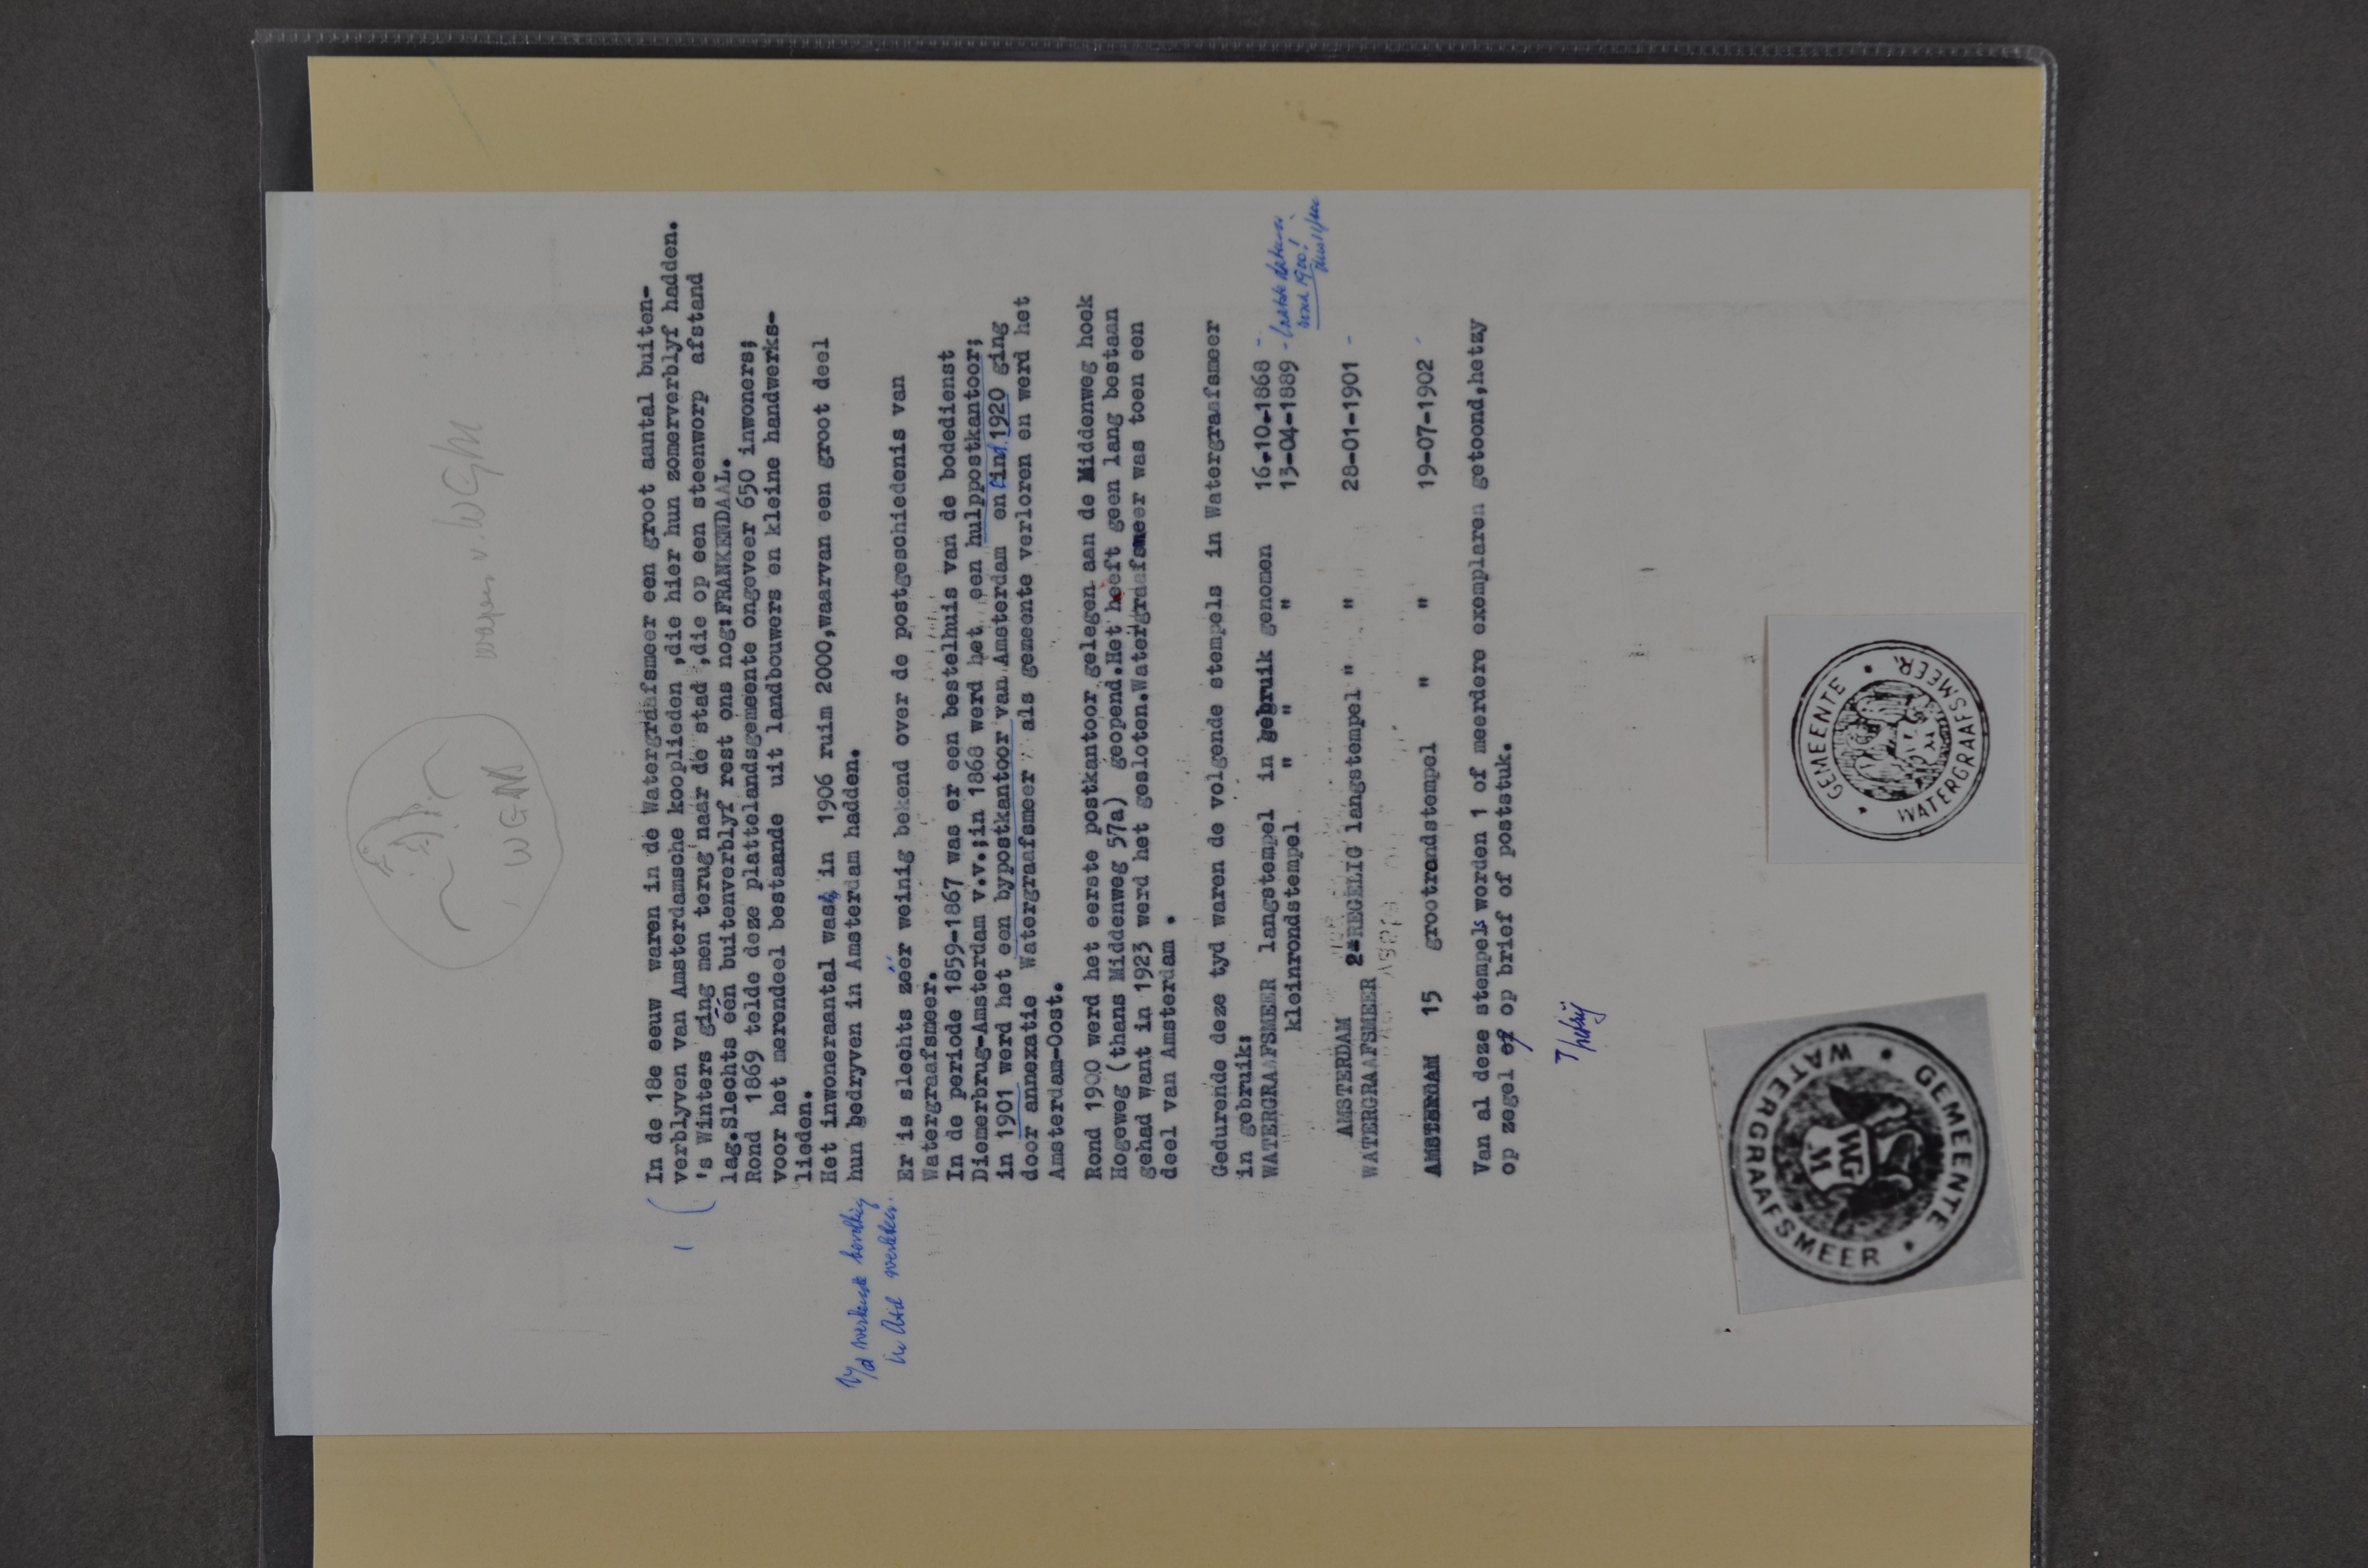 wapen v. WGM
WGM
In de 18e eeuw waren in de Watergraafsmeer een groot aantal buiten-
verblyven van Amsterdamsche kooplieden ,die hier hun zomerverblyf hadden.
's Winters ging men terug naar de stad ,die op een steenworp afstand
lag.Slechts één buitenverblyf rest ons nog:FRANKENDAAL.
Rond 1869 telde deze plattelandsgemeente ongeveer 650 inwoners;
voor het merendeel bestaande uit landbouwers en kleine handwerks-
lieden.
Het inwoneraantal was in 1906 ruim 2000,waarvan een groot deel
hun bedryven in Amsterdam hadden.
V/d werkende
in Asd
Er is slechts zéér weinig bekend over de postgeschiedenis van
Watergraafsmeer.
In de periode 1859-1867 was er een bestelhuis van de bodedienst
Diemerbrug-Amsterdam v.v.;in 1868 werd het een hulppostkantoor;
in 1901 werd het een bypostkantoor van Amsterdam en eind 1920 ging
door annexatie Watergraafsmeer als gemeente verloren en werd het
Amsterdam-Oost.
Rond 1900 werd het eerste postkantoor gelegen aan de Middenweg hoek
Hogeweg (thans Middenweg 57a) geopend.Het heeft geen lang bestaan
gehad want in 1923 werd het gesloten.Watergraafsmeer was toen een
deel van Amsterdam .
Gedurende deze tyd waren de volgende stempels in Watergraafsmeer
in gebruik:
WATERGRAAFSMEER langstempel in gebruik genomen 16-10-1868 -
kleinrondstempel " " " 13-04-1889 - laatste datum
rond 1900!
AMSTERDAM
WATERGRAAFSMEER 2-REGELIG langstempel " " 28-01-1901 -
AMSTERDAM 15 grootrondstempel " " 19-07-1902
Van al deze stempels worden 1 of meerdere exemplaren getoond,hetzy
op zegel of op brief of poststuk.
GEMEENTE
WATERGRAAFSMEER
WG
M
GEMEENTE
WATERGRAAFSMEER